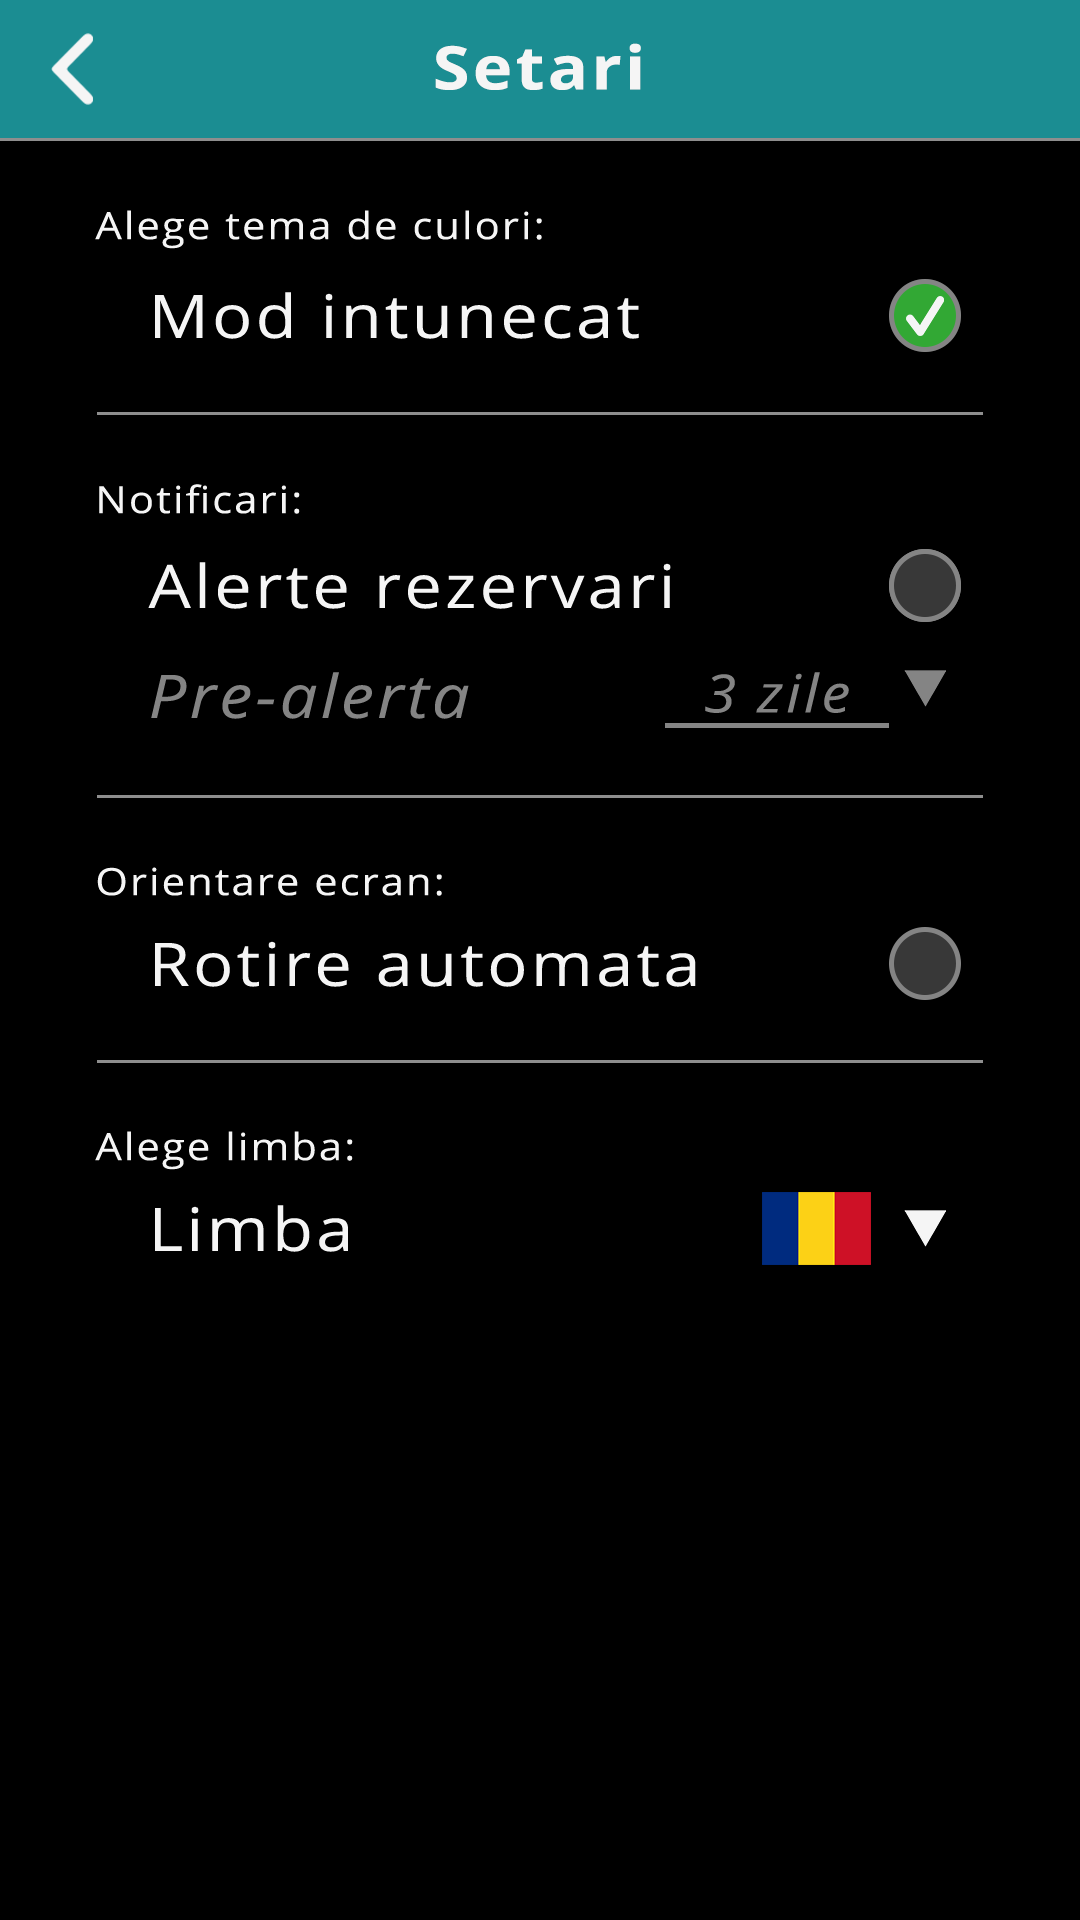 Setari
Alege tema de culori:
Mod intunecat
Notificari:
Alerte rezervari
Pre-alerta 3 zile
Orientare ecran:
Rotire automata
Alege limba:
Limba